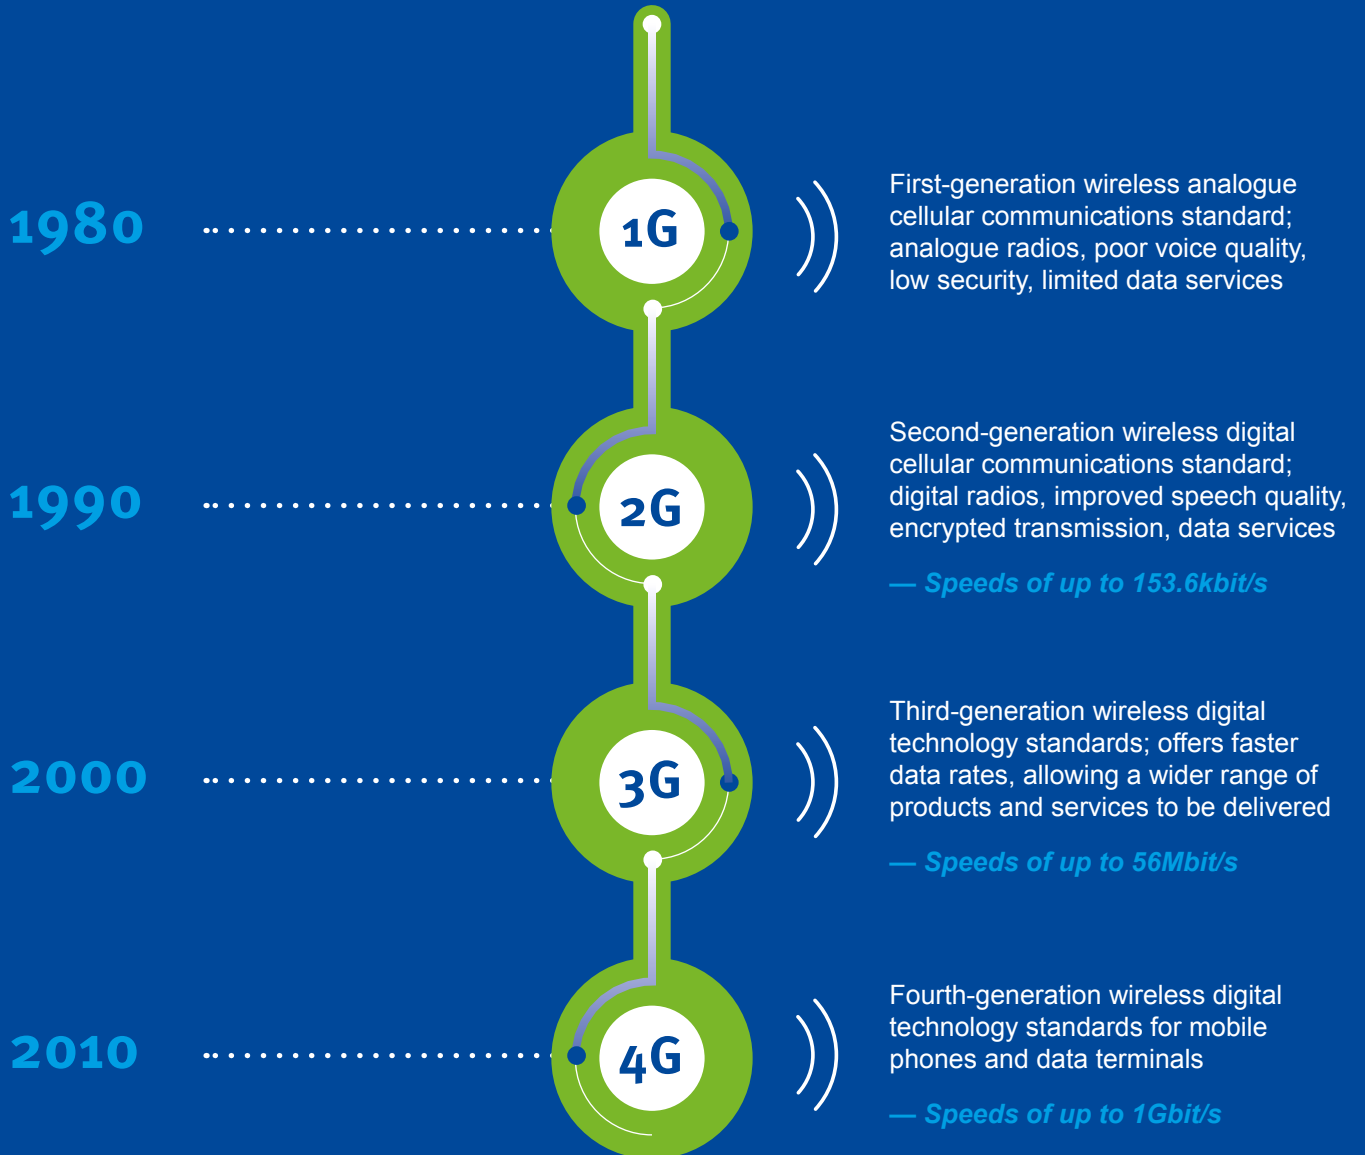 1980
1G
First-generation wireless analogue
cellular communications standard;
analogue radios, poor voice quality,
low security, limited data services
1990
2G
Second-generation wireless digital
cellular communications standard;
digital radios, improved speech quality,
encrypted transmission, data services
— Speeds of up to 153.6kbit/s
2000
3G
Third-generation wireless digital
technology standards; offers faster
data rates, allowing a wider range of
products and services to be delivered
— Speeds of up to 56Mbit/s
2010
4G
Fourth-generation wireless digital
technology standards for mobile
phones and data terminals
— Speeds of up to 1Gbit/s